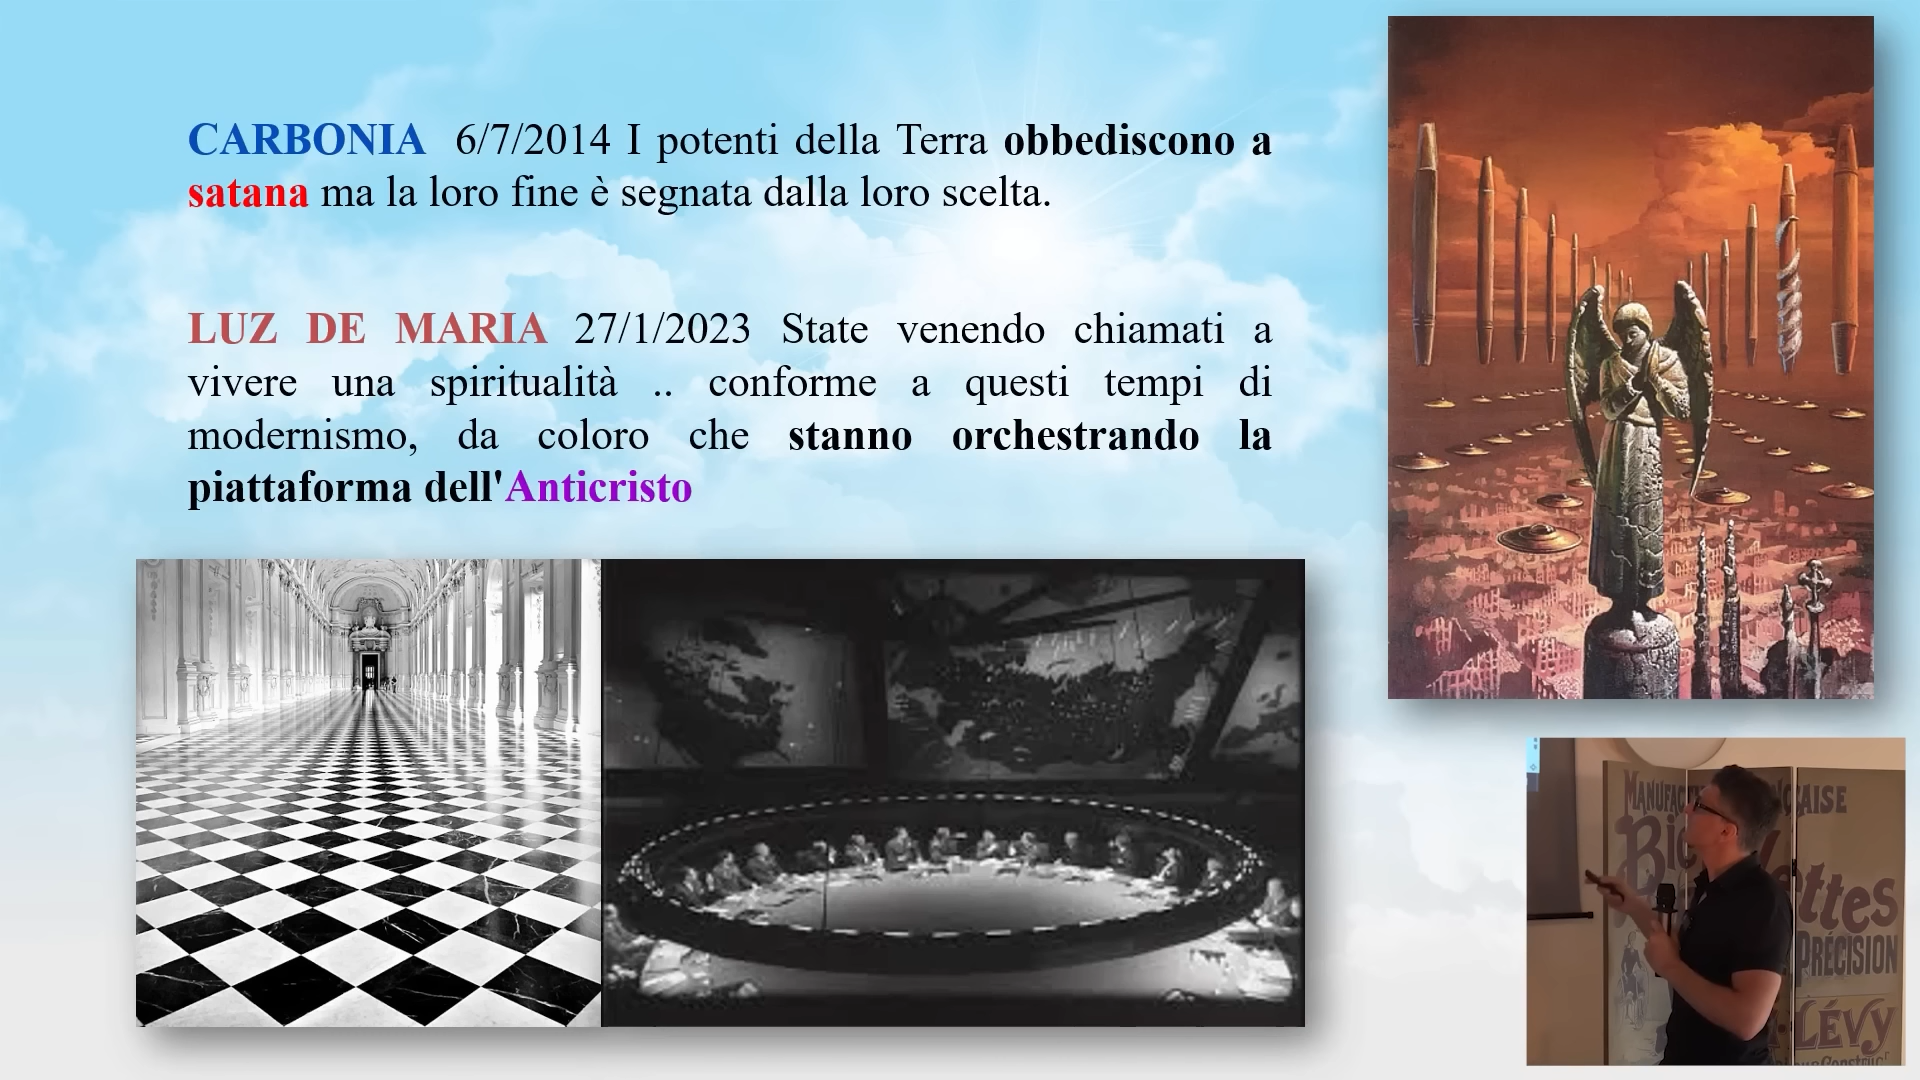 CARBONIA 6/7/2014 I potenti della Terra obbediscono a
satana ma la loro fine è segnata dalla loro scelta.
LUZ DE MARIA 27/1/2023 State venendo chiamati a
vivere una spiritualità .. conforme a questi tempi di
modernismo, da coloro che stanno orchestrando la
piattaforma dell'Anticristo
PRÉCISION
LÉVY